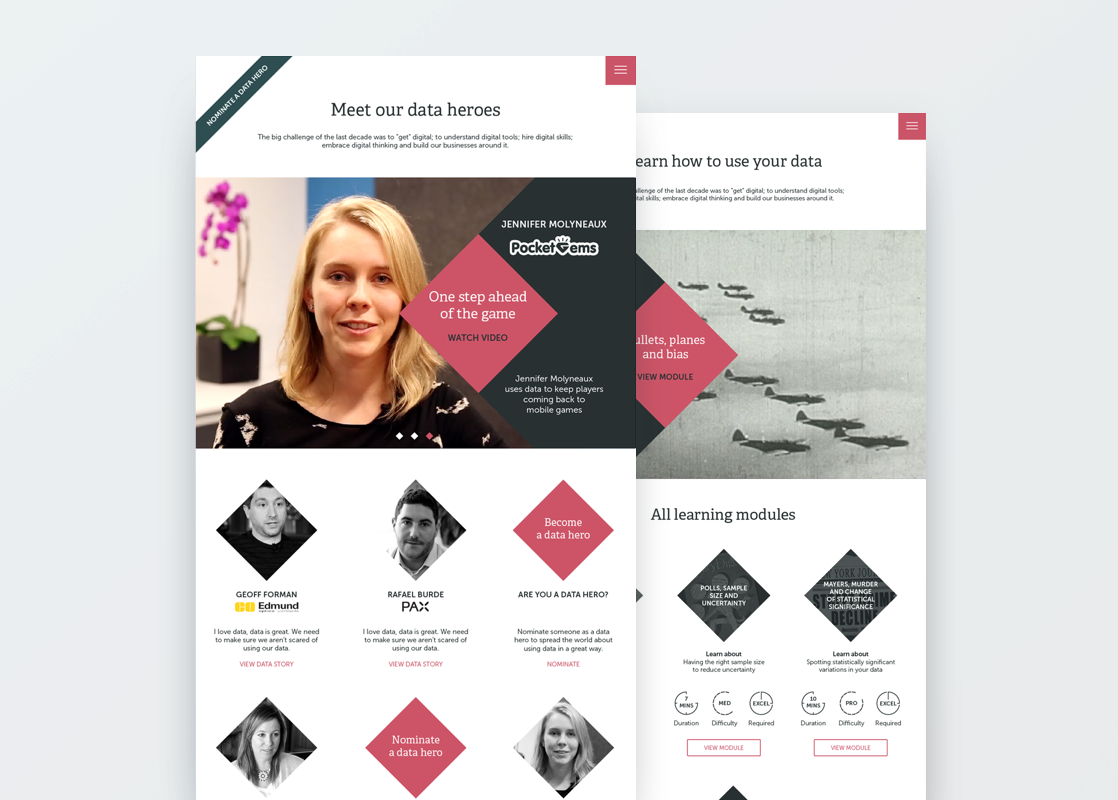 NOMINATE A DATA HERO
Meet our data heroes
The big challenge of the last decade was to "get" digital; to understand digital tools; hire digital skills;
embrace digital thinking and build our businesses around it.
JENNIFER MOLYNEAUX
PocketGems
One step ahead
of the game
WATCH VIDEO
Jennifer Molyneaux
uses data to keep players
coming back to
mobile games
GEOFF FORMAN
Edmund
I love data, data is great. We need
to make sure we aren't scared of
using our data.
VIEW DATA STORY
RAFAEL BURDE
PAX
I love data, data is great. We need
to make sure we aren't scared of
using our data.
VIEW DATA STORY
Become
a data hero
ARE YOU A DATA HERO?
Nominate someone as a data
hero to spread the world about
using data in a great way.
NOMINATE
Nominate
a data hero
earn how to use your data
allenge of the last decade was to "get" digital; to understand digital tools;
ital skills; embrace digital thinking and build our businesses around it.
ullets, planes
and bias
VIEW MODULE
All learning modules
POLLS, SAMPLE
SIZE AND
UNCERTAINTY
Learn about
Having the right sample size
to reduce uncertainty
7
MINS
MED
EXCEL
Duration Difficulty Required
VIEW MODULE
MAYERS, MURDER
AND CHANGE
OF STATISTICAL
SIGNIFICANCE
DECLINE
Learn about
Spotting statistically significant
variations in your data
10
MINS
PRO
EXCEL
Duration Difficulty Required
VIEW MODULE